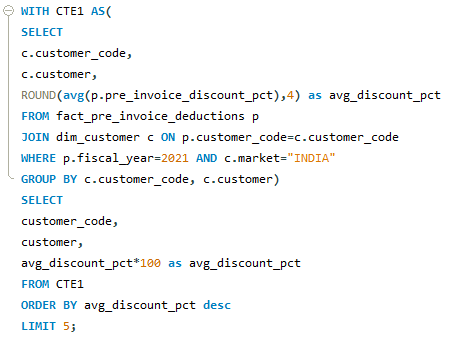 WITH CTE1 AS(
SELECT
c.customer_code,
c.customer,
ROUND(avg(p.pre_invoice_discount_pct),4) as avg_discount_pct
FROM fact_pre_invoice_deductions p
JOIN dim_customer c ON p.customer_code=c.customer_code
WHERE p.fiscal_year=2021 AND c.market="INDIA"
GROUP BY c.customer_code, c.customer)
SELECT
customer_code,
customer,
avg_discount_pct*100 as avg_discount_pct
FROM CTE1
ORDER BY avg_discount_pct desc
LIMIT 5;